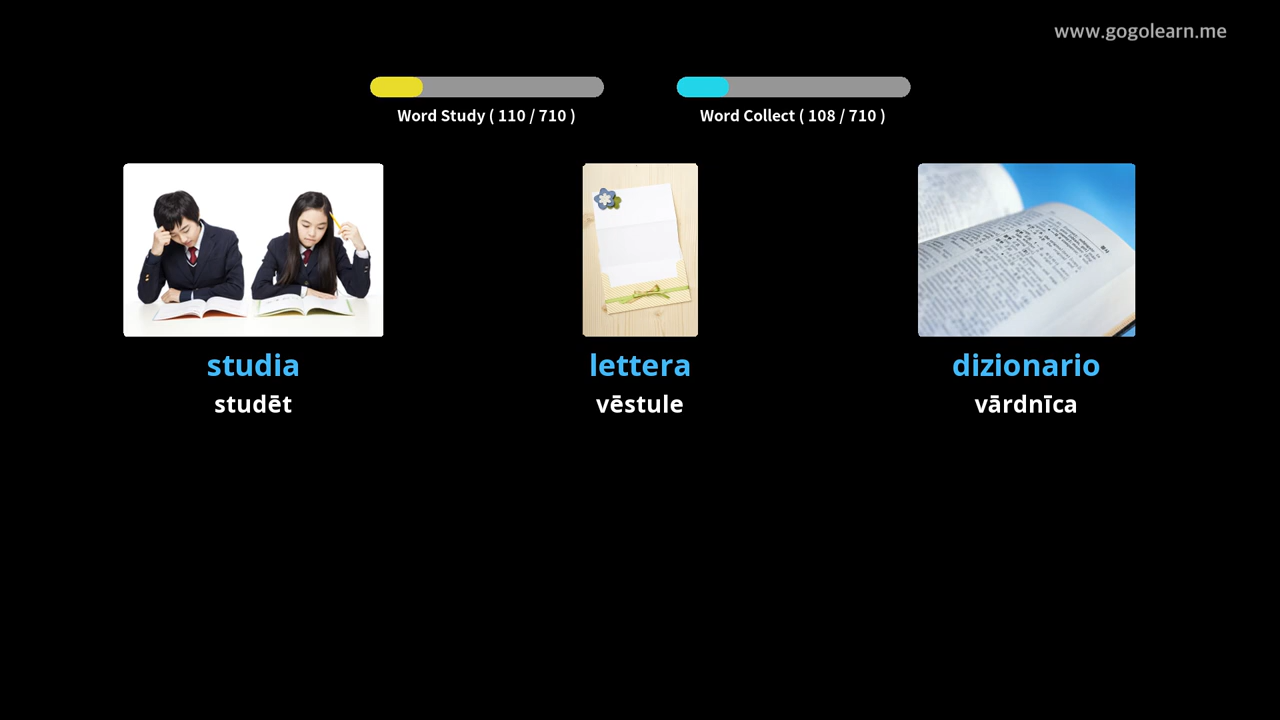 www.gogolearn.me
Word Study ( 110 / 710 )
Word Collect ( 108 / 710 )
studia
studēt
lettera
vēstule
dizionario
vārdnīca